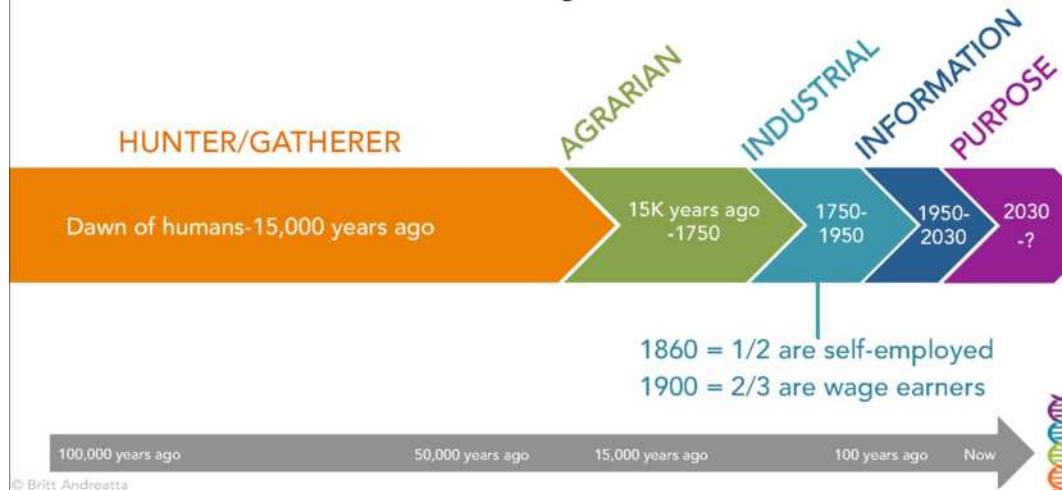 HUNTER/GATHERER
AGRARIAN
INDUSTRIAL
INFORMATION
PURPOSE
Dawn of humans-15,000 years ago
15K years ago
-1750
1750-
1950
1950-
2030
2030
-?
1860 = 1/2 are self-employed
1900 = 2/3 are wage earners
100,000 years ago
50,000 years ago
15,000 years ago
100 years ago
Now
© Britt Andreatta